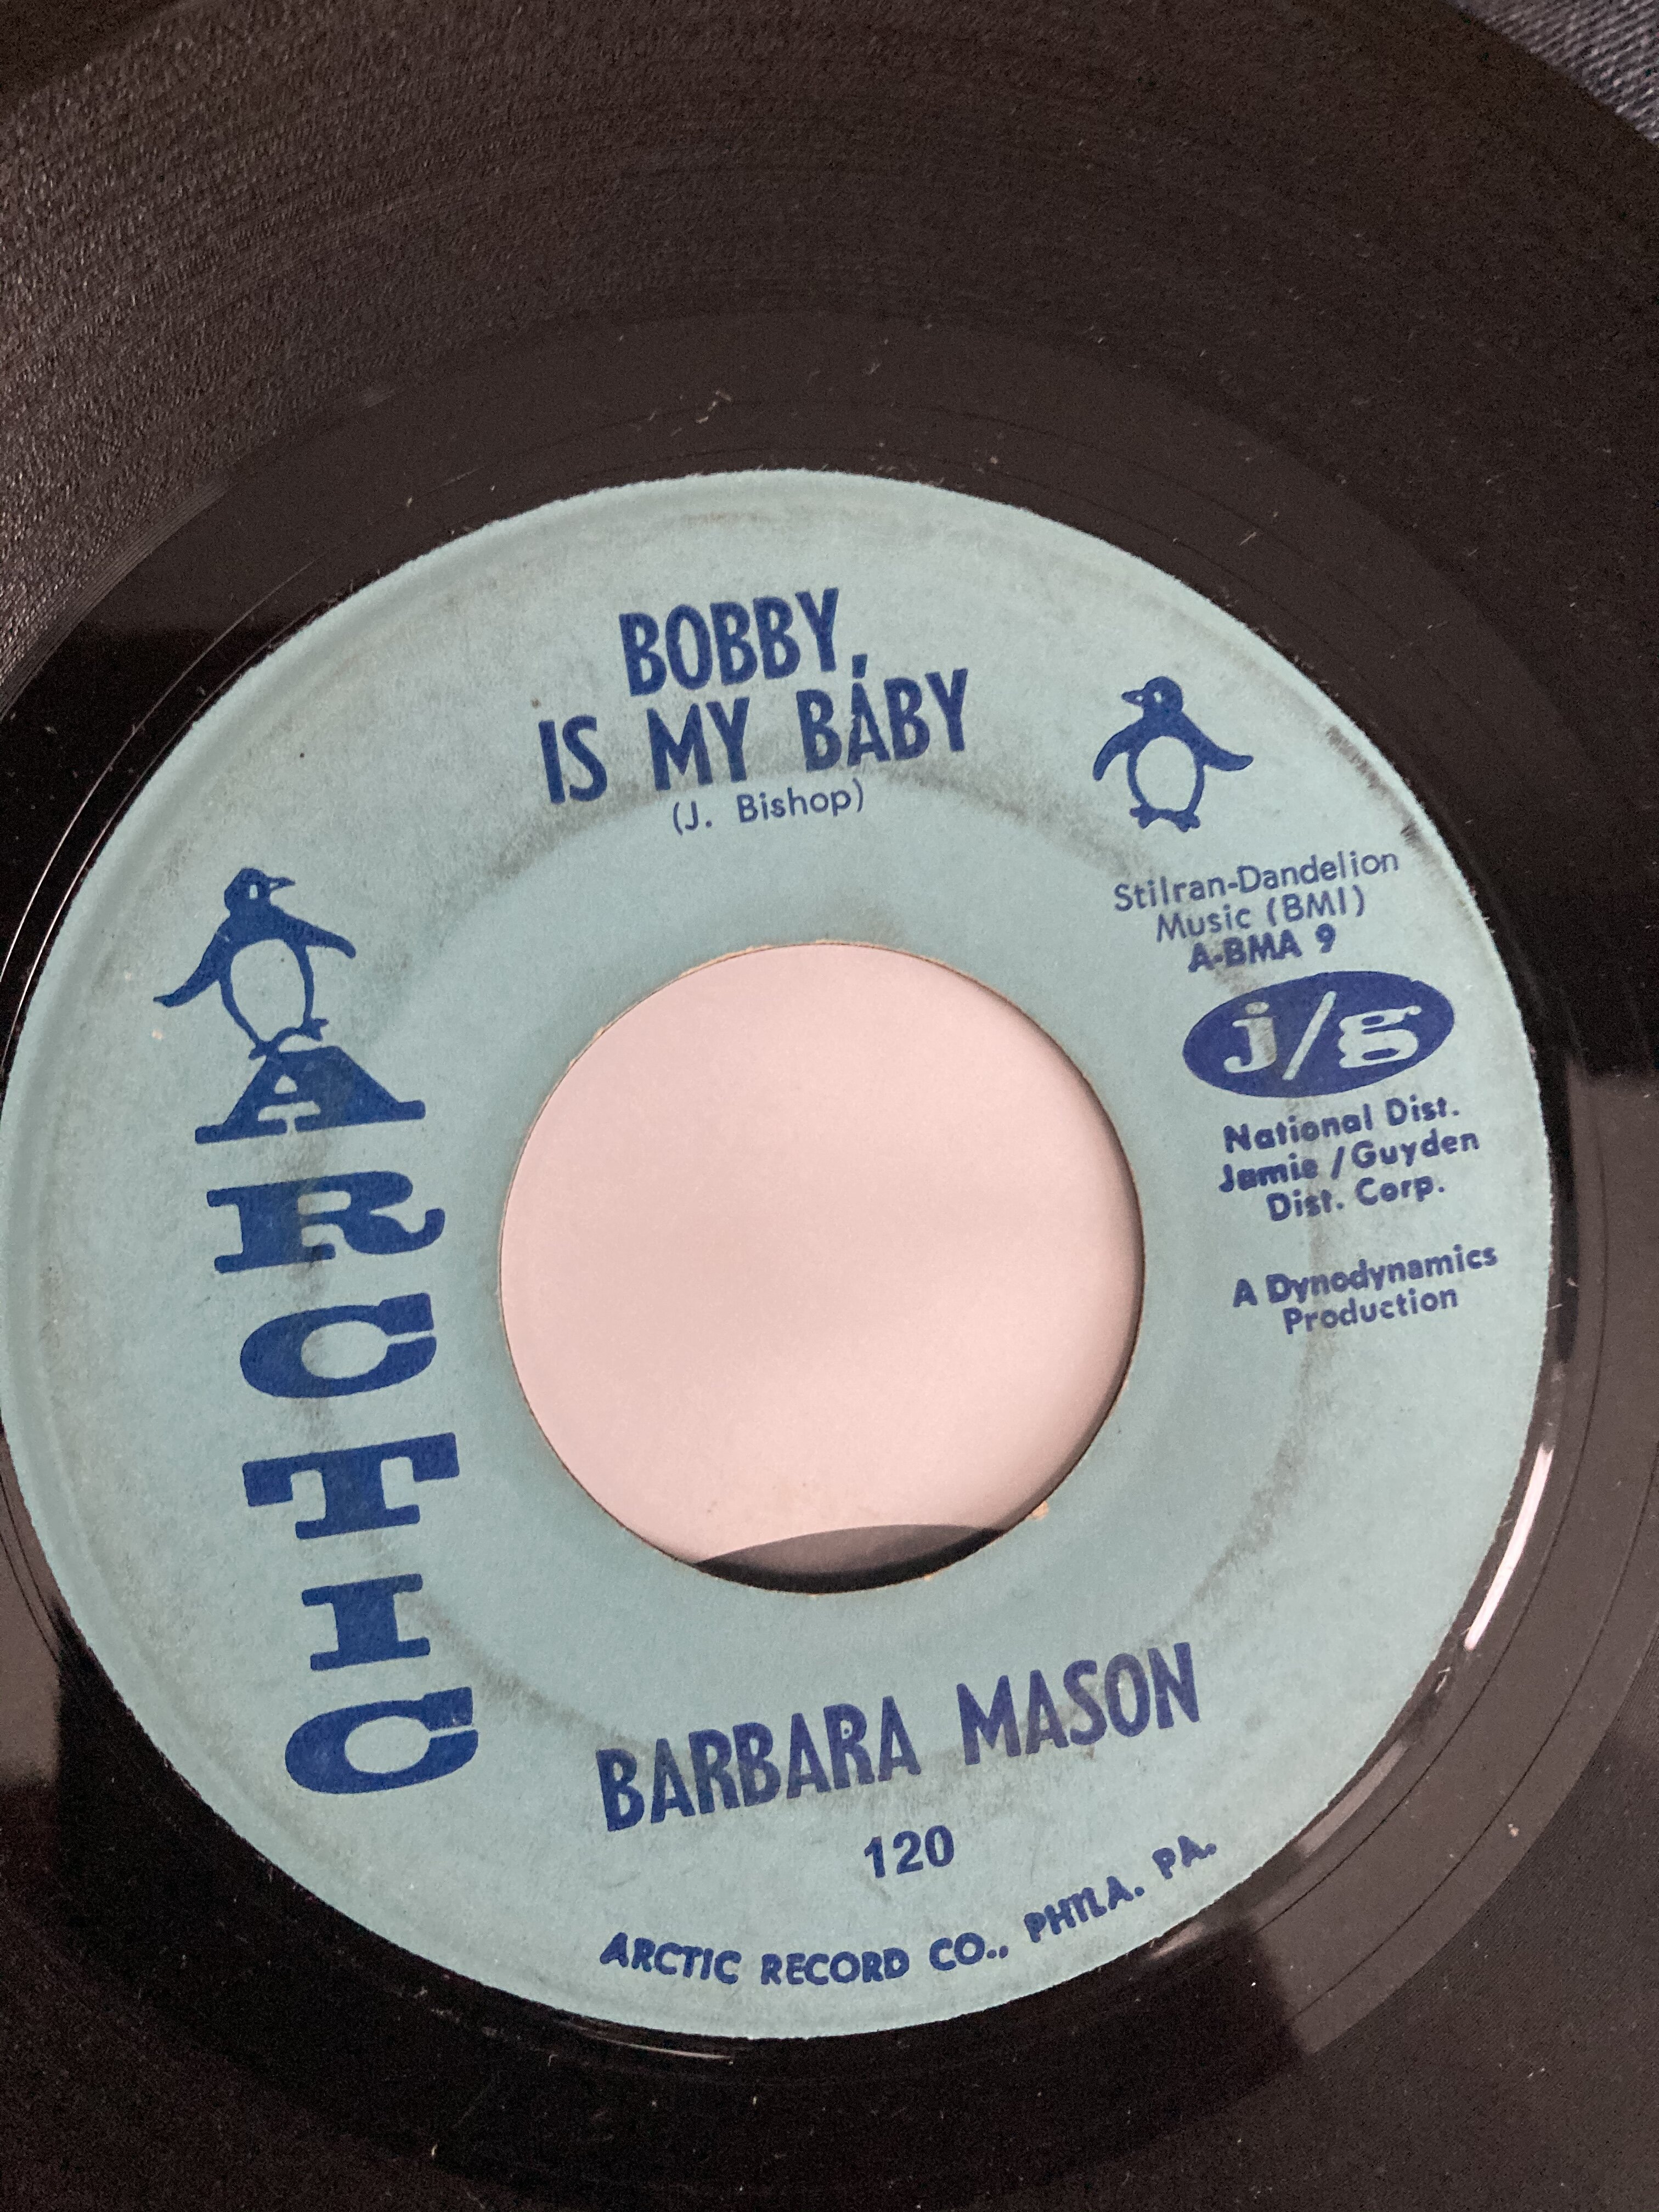 BOBBY,
IS MY BABY
(J. Bishop)
Stilran-Dandelion
Music (BMI)
A-BMA 9
j/g
National Dist.
Jamie / Guyden
Dist. Corp.
A Dynodynamics
Production
ARCTIC
BARBARA MASON
120
ARCTIC RECORD CO., PHILA. PA.